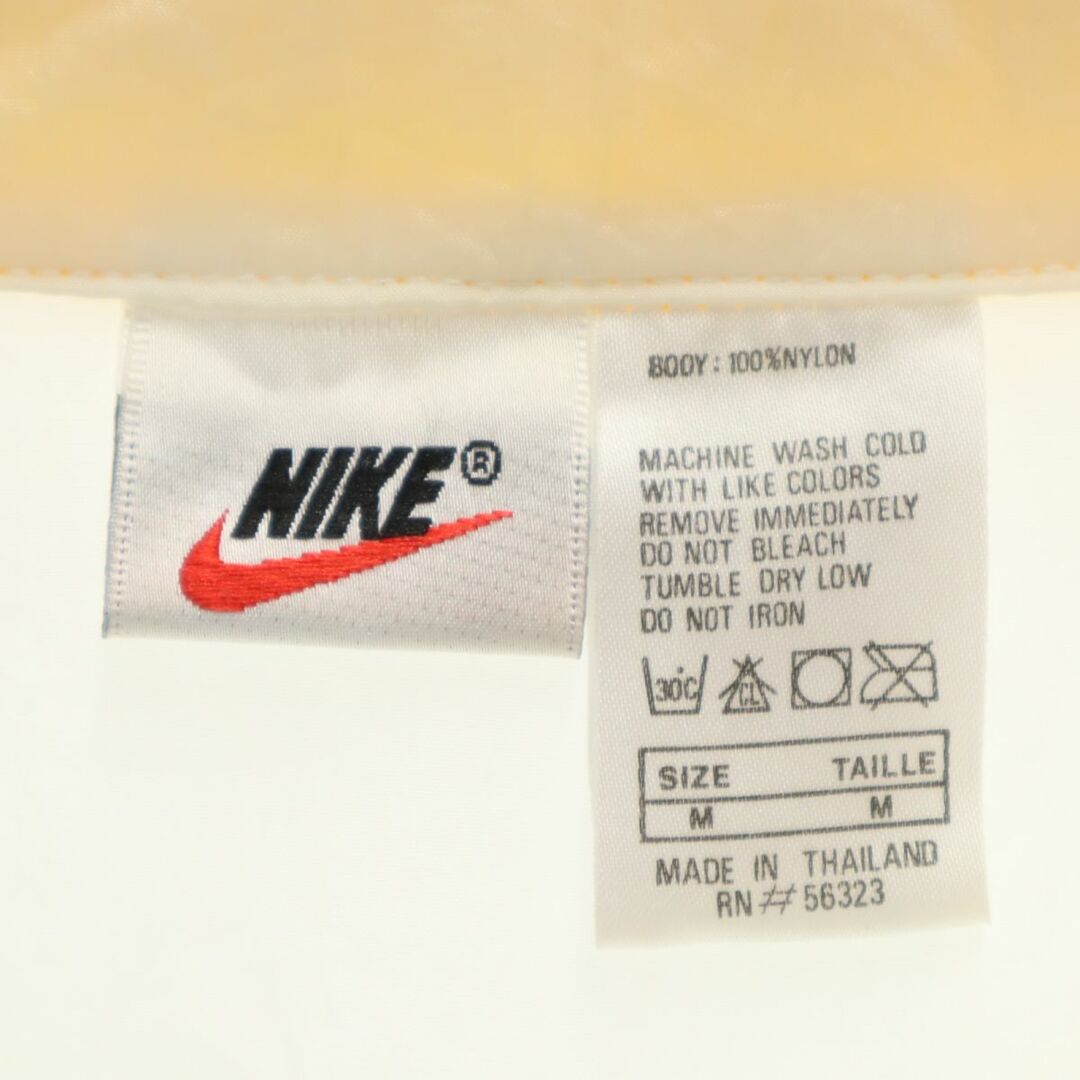 NIKE®
BODY: 100%NYLON
MACHINE WASH COLD
WITH LIKE COLORS
REMOVE IMMEDIATELY
DO NOT BLEACH
TUMBLE DRY LOW
DO NOT IRON
30°C CL
SIZE TAILLE
M M
MADE IN THAILAND
RN # 56323